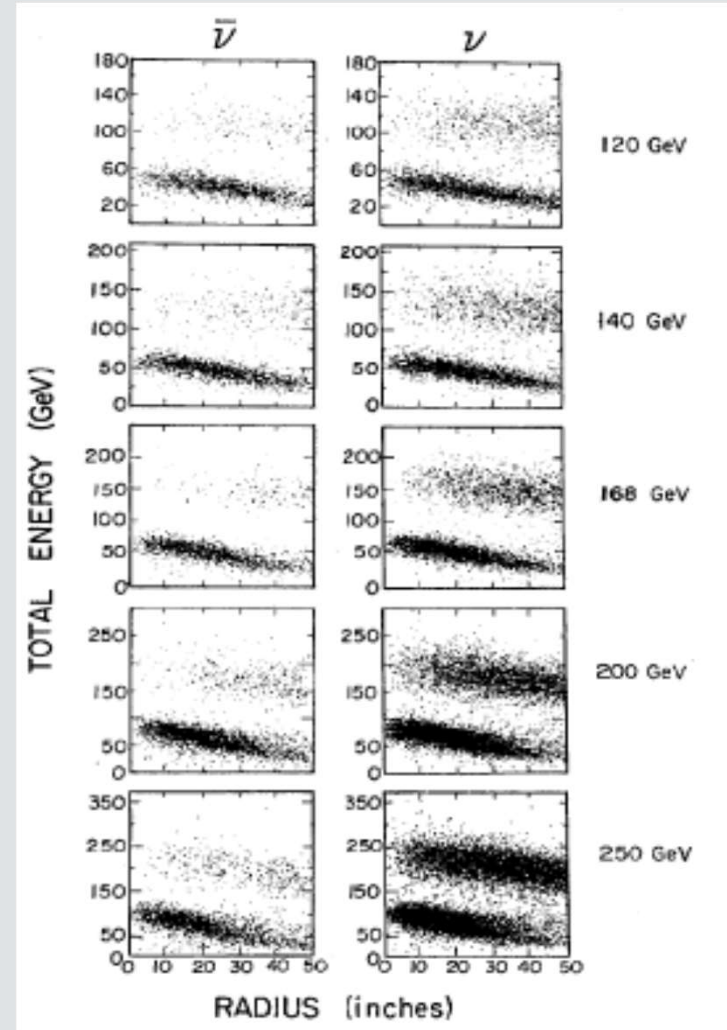 ν̄ ν
180 180
140 140
100 100
60 60
20 20
120 GeV
200 200
150 150
100 100
50 50
0 0
140 GeV
200 200
150 150
100 100
50 50
0 0
168 GeV
250 250
150 150
50 50
0 0
200 GeV
350 350
250 250
150 150
50 50
0 0
250 GeV
0 10 20 30 40 50 0 10 20 30 40 50
TOTAL ENERGY (GeV)
RADIUS (inches)